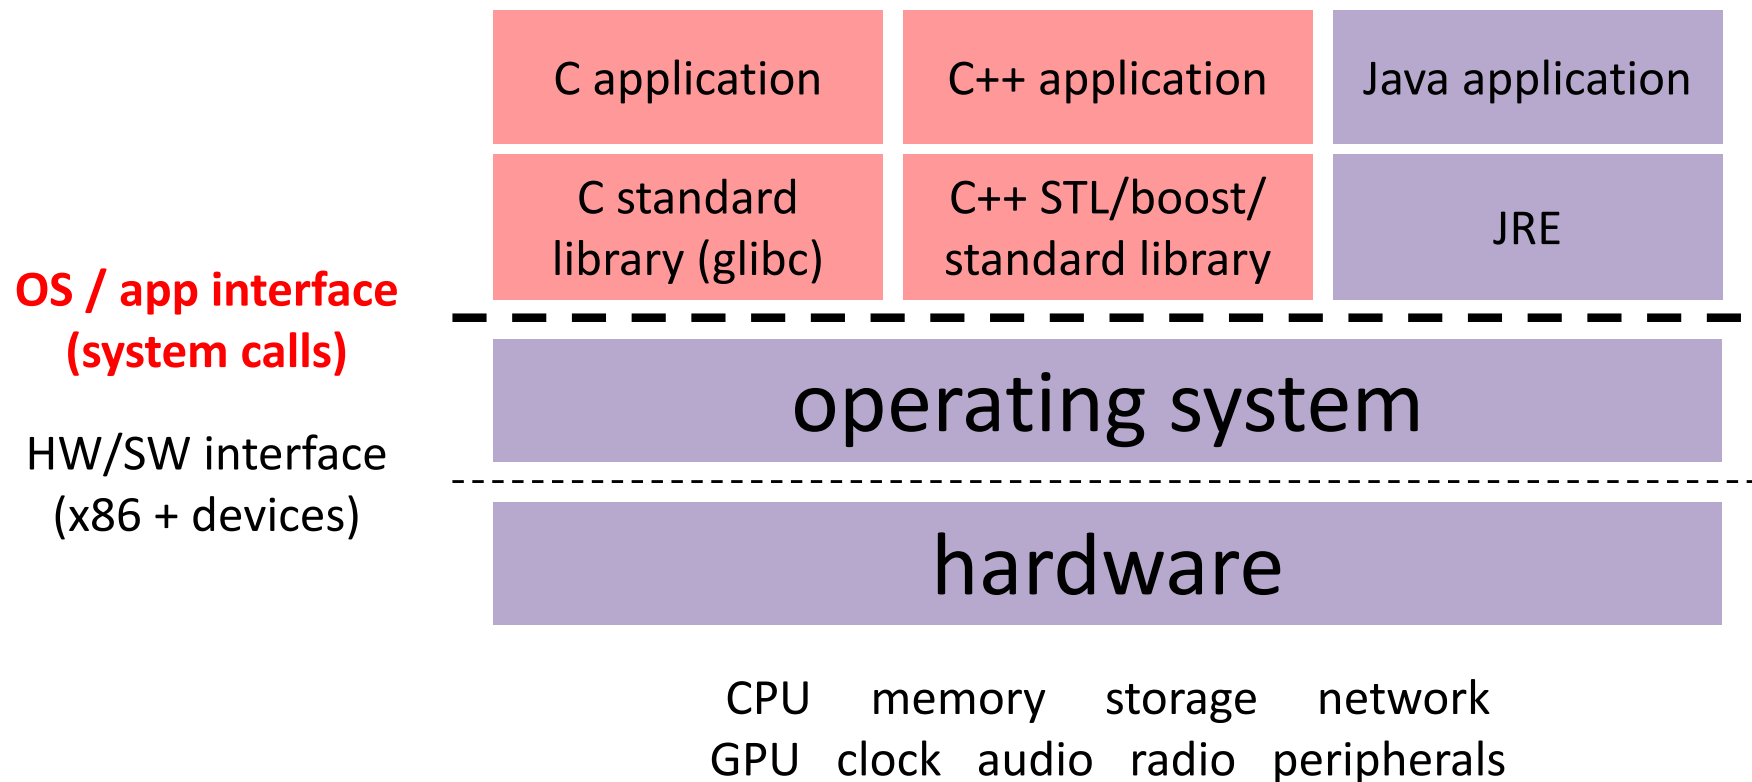 C application
C++ application
Java application
C standard
library (glibc)
C++ STL/boost/
standard library
JRE
OS / app interface
(system calls)
operating system
HW/SW interface
(x86 + devices)
hardware
CPU memory storage network
GPU clock audio radio peripherals